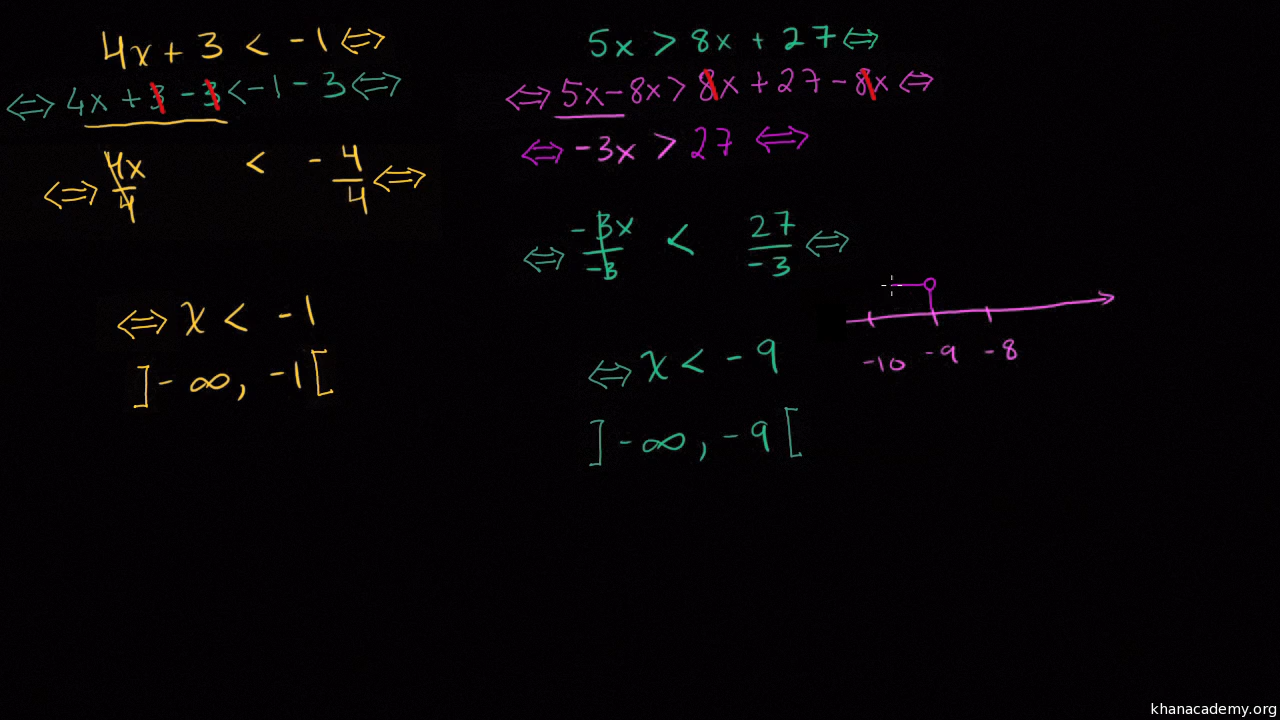 4x + 3 < -1 ⇔
⇔ 4x + 3 - 3 < -1 - 3 ⇔
⇔ 4x/4 < - 4/4 ⇔
⇔ x < -1
]-∞, -1[
5x > 8x + 27 ⇔
⇔ 5x - 8x > 8x + 27 - 8x ⇔
⇔ -3x > 27 ⇔
⇔ -3x/-3 < 27/-3 ⇔
⇔ x < -9
]-∞, -9[
-10 -9 -8
khanacademy.org